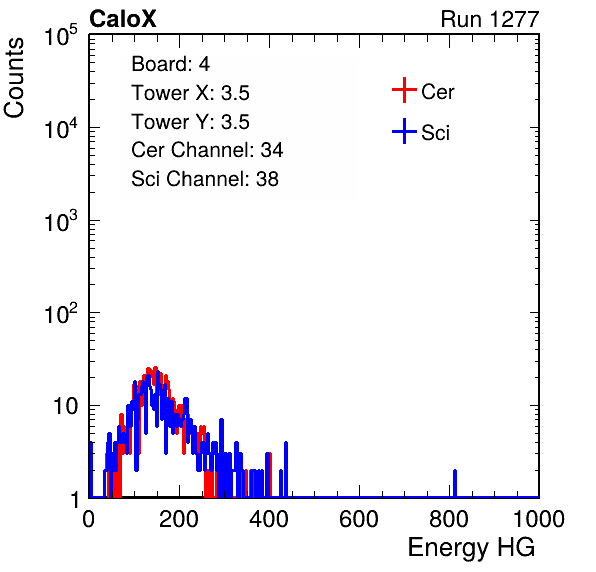 CaloX Run 1277
Counts
10^5
10^4
10^3
10^2
10
1
Board: 4
Tower X: 3.5
Tower Y: 3.5
Cer Channel: 34
Sci Channel: 38
Cer
Sci
0 200 400 600 800 1000
Energy HG